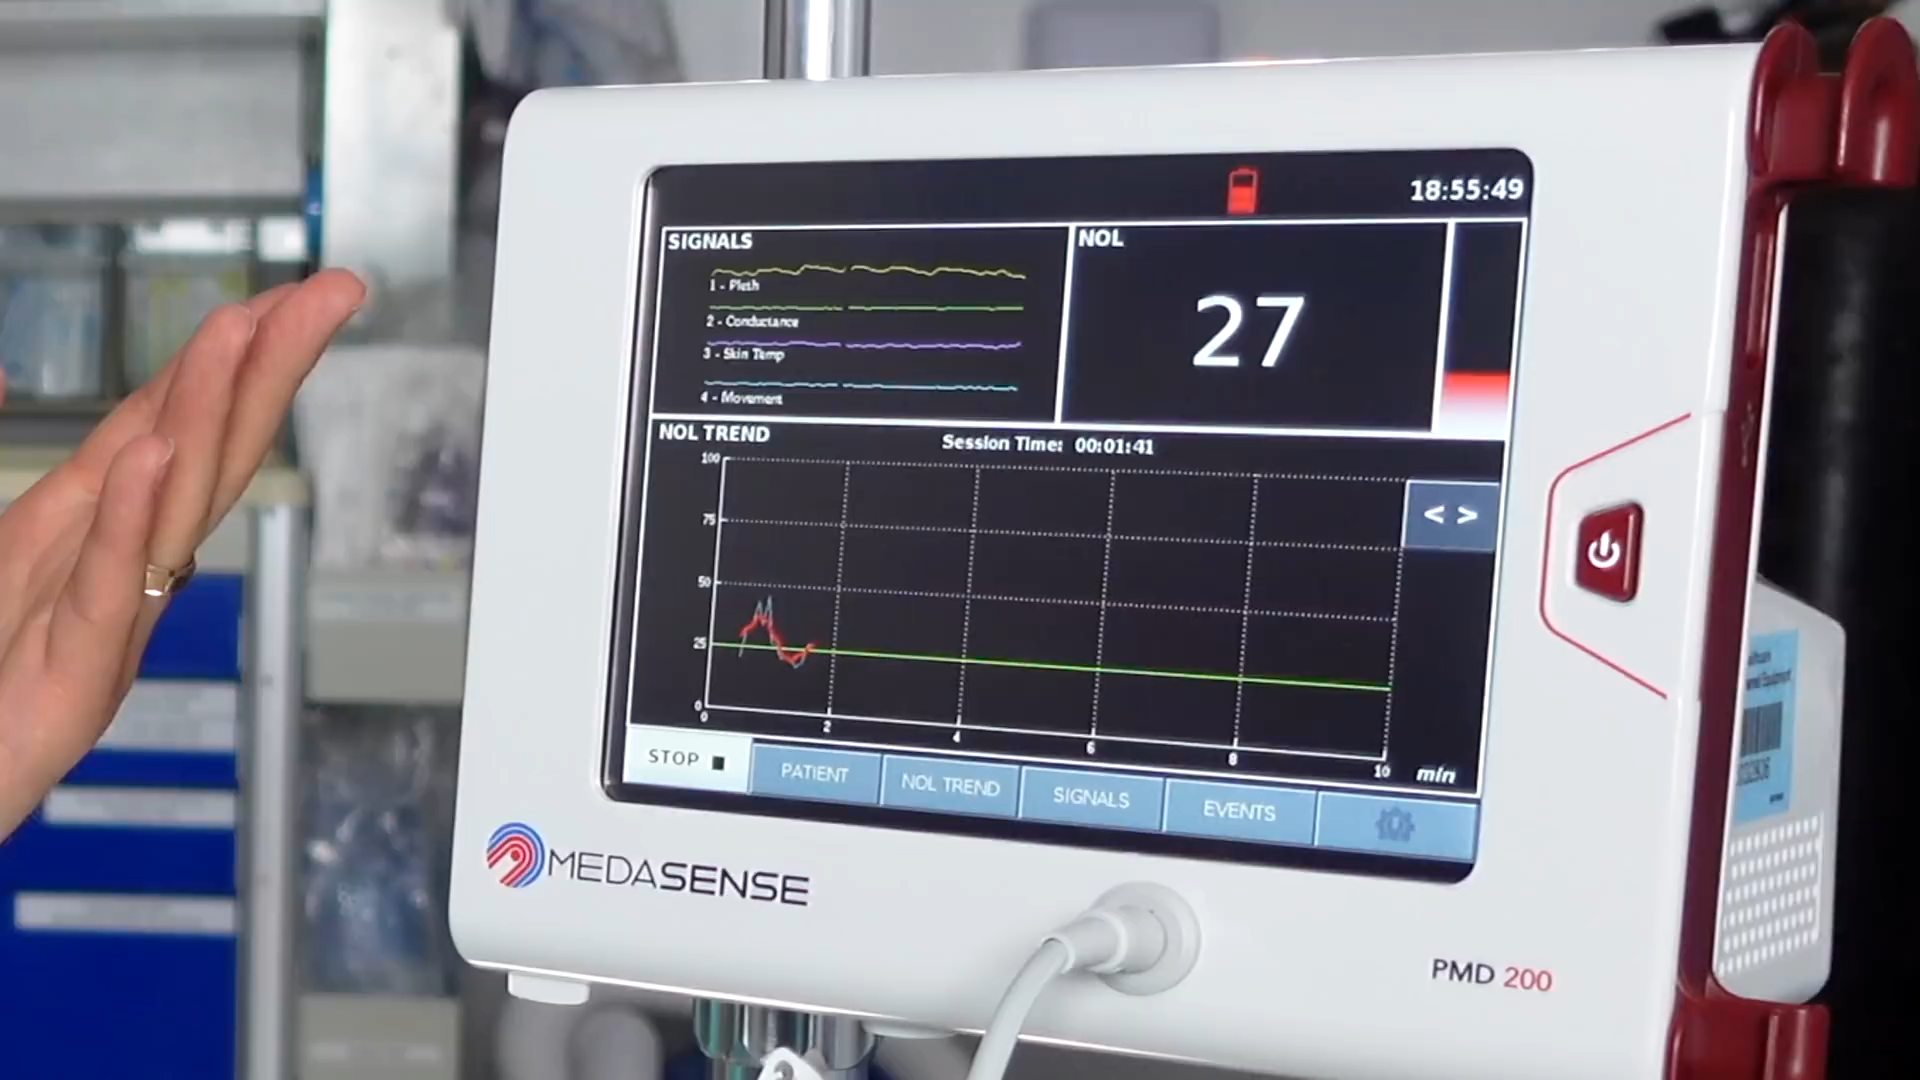 18:55:49
SIGNALS
1 - Pleth
2 - Conductance
3 - Skin Temp
4 - Movement
NOL
27
NOL TREND
Session Time: 00:01:41
100
75
50
25
0
0 2 4 6 8 10 min
< >
STOP PATIENT NOL TREND SIGNALS EVENTS
MEDASENSE
PMD 200